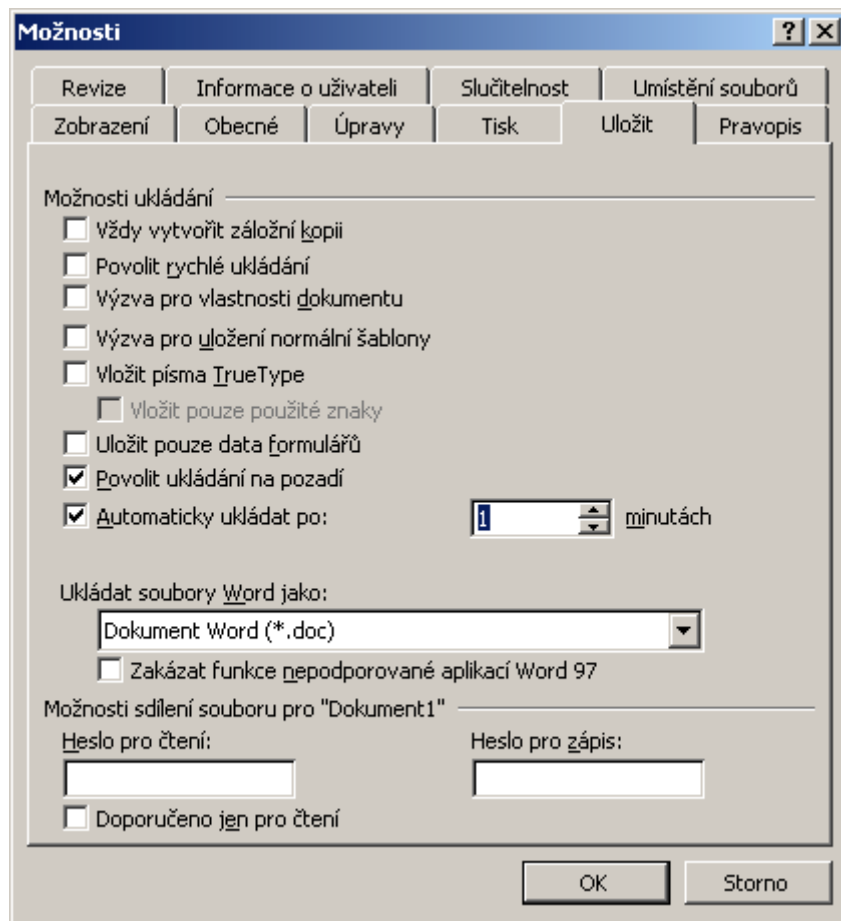 Možnosti
Revize Informace o uživateli Slučitelnost Umístění souborů
Zobrazení Obecné Úpravy Tisk Uložit Pravopis
Možnosti ukládání
Vždy vytvořit záložní kopii
Povolit rychlé ukládání
Výzva pro vlastnosti dokumentu
Výzva pro uložení normální šablony
Vložit písma TrueType
Vložit pouze použité znaky
Uložit pouze data formulářů
Povolit ukládání na pozadí
Automaticky ukládat po: 1 minutách
Ukládat soubory Word jako:
Dokument Word (*.doc)
Zakázat funkce nepodporované aplikací Word 97
Možnosti sdílení souboru pro "Dokument1"
Heslo pro čtení: Heslo pro zápis:
Doporučeno jen pro čtení
OK Storno